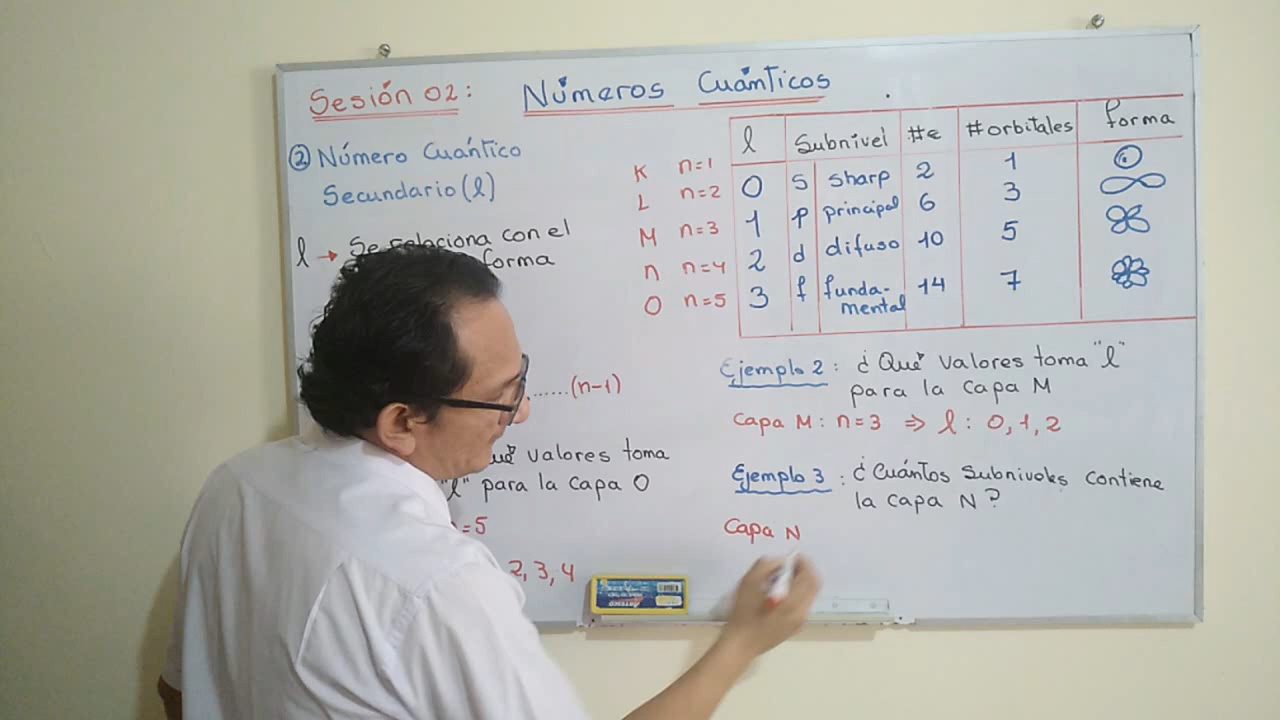 Sesión 02: Números Cuánticos
② Número Cuántico
Secundario (l)
l → Se relaciona con el
forma
......(n-1)
valores toma
"l" para la capa O
=5
2, 3, 4
K n=1
L n=2
M n=3
n n=4
O n=5
l Subnivel #e #orbitales forma
0 s sharp 2 1
1 p principal 6 3
2 d difuso 10 5
3 f funda-
mental 14 7
Ejemplo 2: ¿Qué valores toma "l"
para la capa M
Capa M: n=3 ⇒ l: 0, 1, 2
Ejemplo 3: ¿Cuántos Subniveles contiene
la capa N?
Capa N